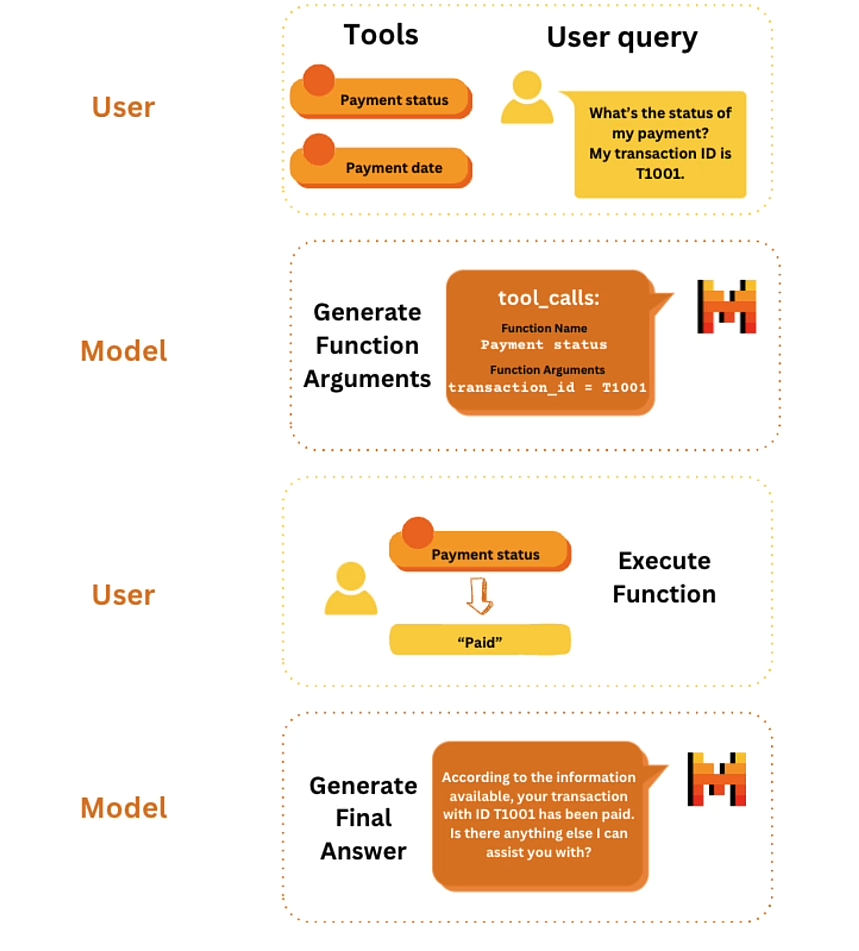 Tools
User query
User
Payment status
Payment date
What's the status of
my payment?
My transaction ID is
T1001.
Model
Generate
Function
Arguments
tool_calls:
Function Name
Payment status
Function Arguments
transaction_id = T1001
User
Payment status
“Paid”
Execute
Function
Model
Generate
Final
Answer
According to the information
available, your transaction
with ID T1001 has been paid.
Is there anything else I can
assist you with?